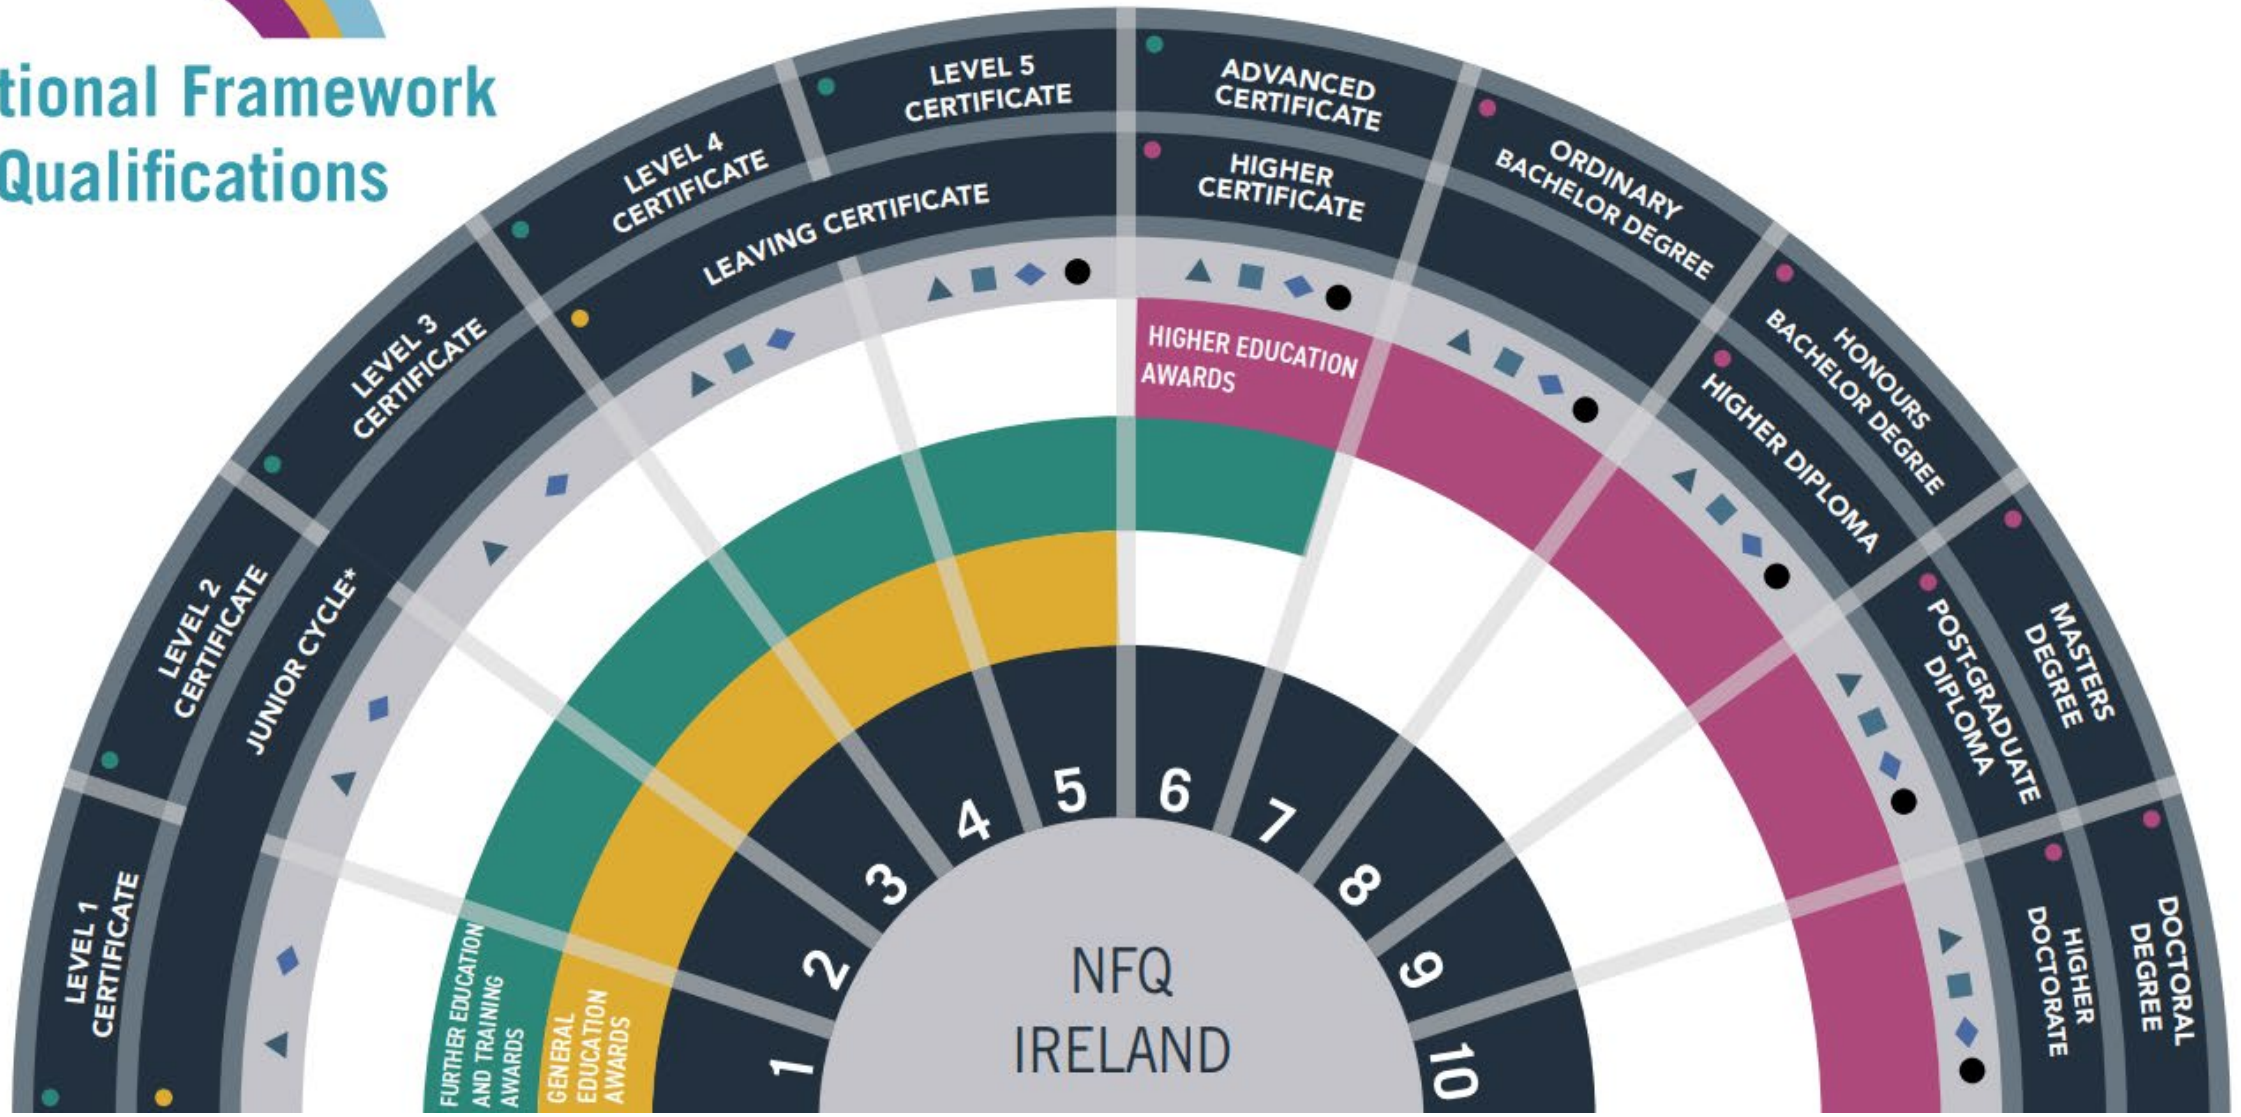 tional Framework
Qualifications
LEVEL 1
CERTIFICATE
LEVEL 2
CERTIFICATE
LEVEL 3
CERTIFICATE
LEVEL 4
CERTIFICATE
LEVEL 5
CERTIFICATE
ADVANCED
CERTIFICATE
ORDINARY
BACHELOR DEGREE
HONOURS
BACHELOR DEGREE
MASTERS
DEGREE
DOCTORAL
DEGREE
JUNIOR CYCLE*
LEAVING CERTIFICATE
HIGHER
CERTIFICATE
HIGHER DIPLOMA
POST-GRADUATE
DIPLOMA
HIGHER
DOCTORATE
HIGHER EDUCATION
AWARDS
FURTHER EDUCATION
AND TRAINING
AWARDS
GENERAL
EDUCATION
AWARDS
1
2
3
4
5
6
7
8
9
10
NFQ
IRELAND